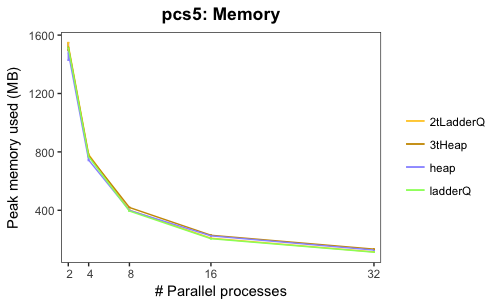 pcs5: Memory
Peak memory used (MB)
1600
1200
800
400
2 4 8 16 32
# Parallel processes
2tLadderQ
3tHeap
heap
ladderQ